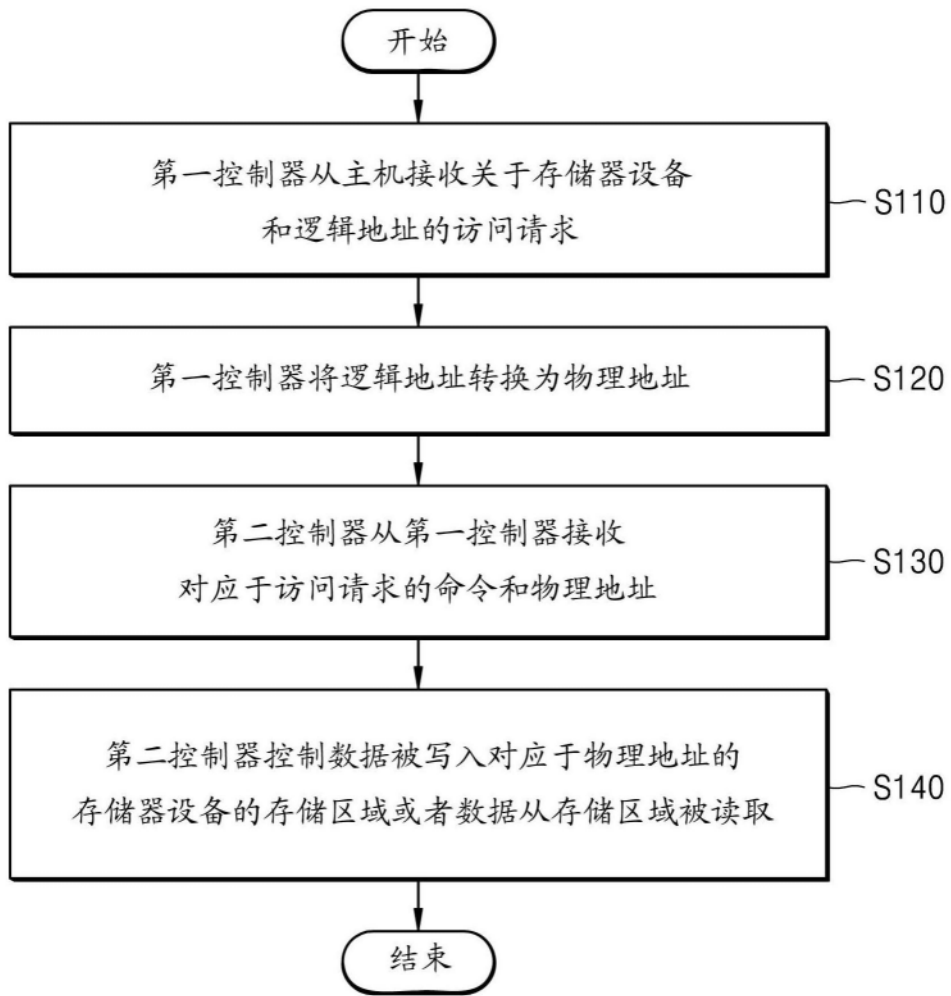 开始
第一控制器从主机接收关于存储器设备
和逻辑地址的访问请求
S110
第一控制器将逻辑地址转换为物理地址
S120
第二控制器从第一控制器接收
对应于访问请求的命令和物理地址
S130
第二控制器控制数据被写入对应于物理地址的
存储器设备的存储区域或者数据从存储区域被读取
S140
结束